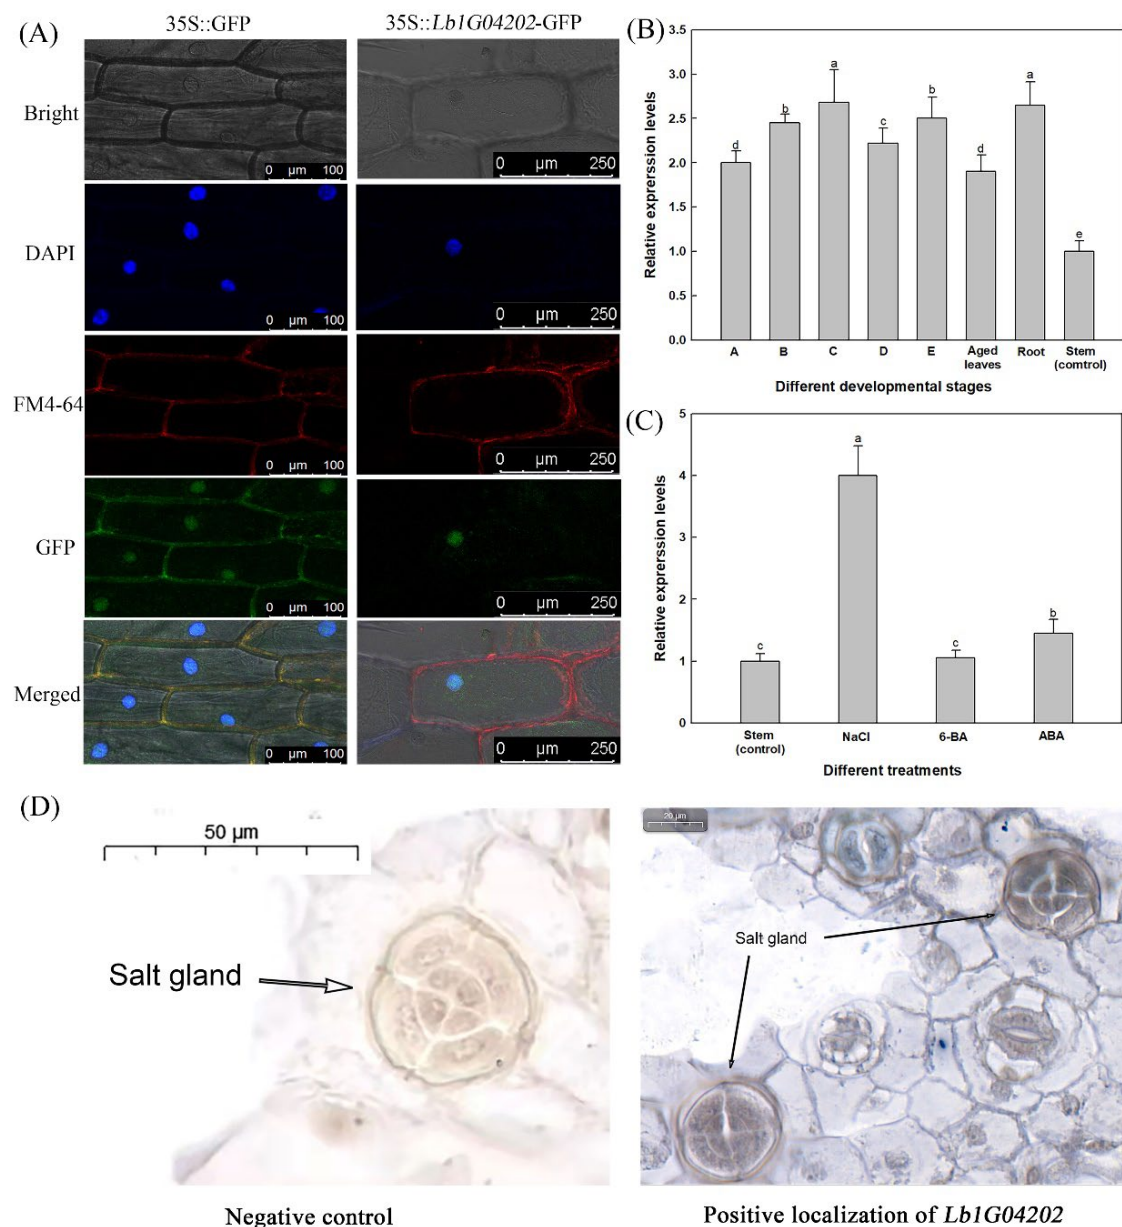 (A)
35S::GFP
35S::Lb1G04202-GFP
Bright
0 µm 100
0 µm 250
DAPI
0 µm 100
0 µm 250
FM4-64
0 µm 100
0 µm 250
GFP
0 µm 100
0 µm 250
Merged
0 µm 100
0 µm 250
(B)
Relative exprerssion levels
3.5
3.0
2.5
2.0
1.5
1.0
0.5
0.0
d
b
a
c
b
d
a
e
A B C D E Aged leaves Root Stem (comtrol)
Different developmental stages
(C)
Relative exprerssion levels
5
4
3
2
1
0
c
a
c
b
Stem (control) NaCl 6-BA ABA
Different treatments
(D)
50 µm
Salt gland
Negative control
20 µm
Salt gland
Positive localization of Lb1G04202